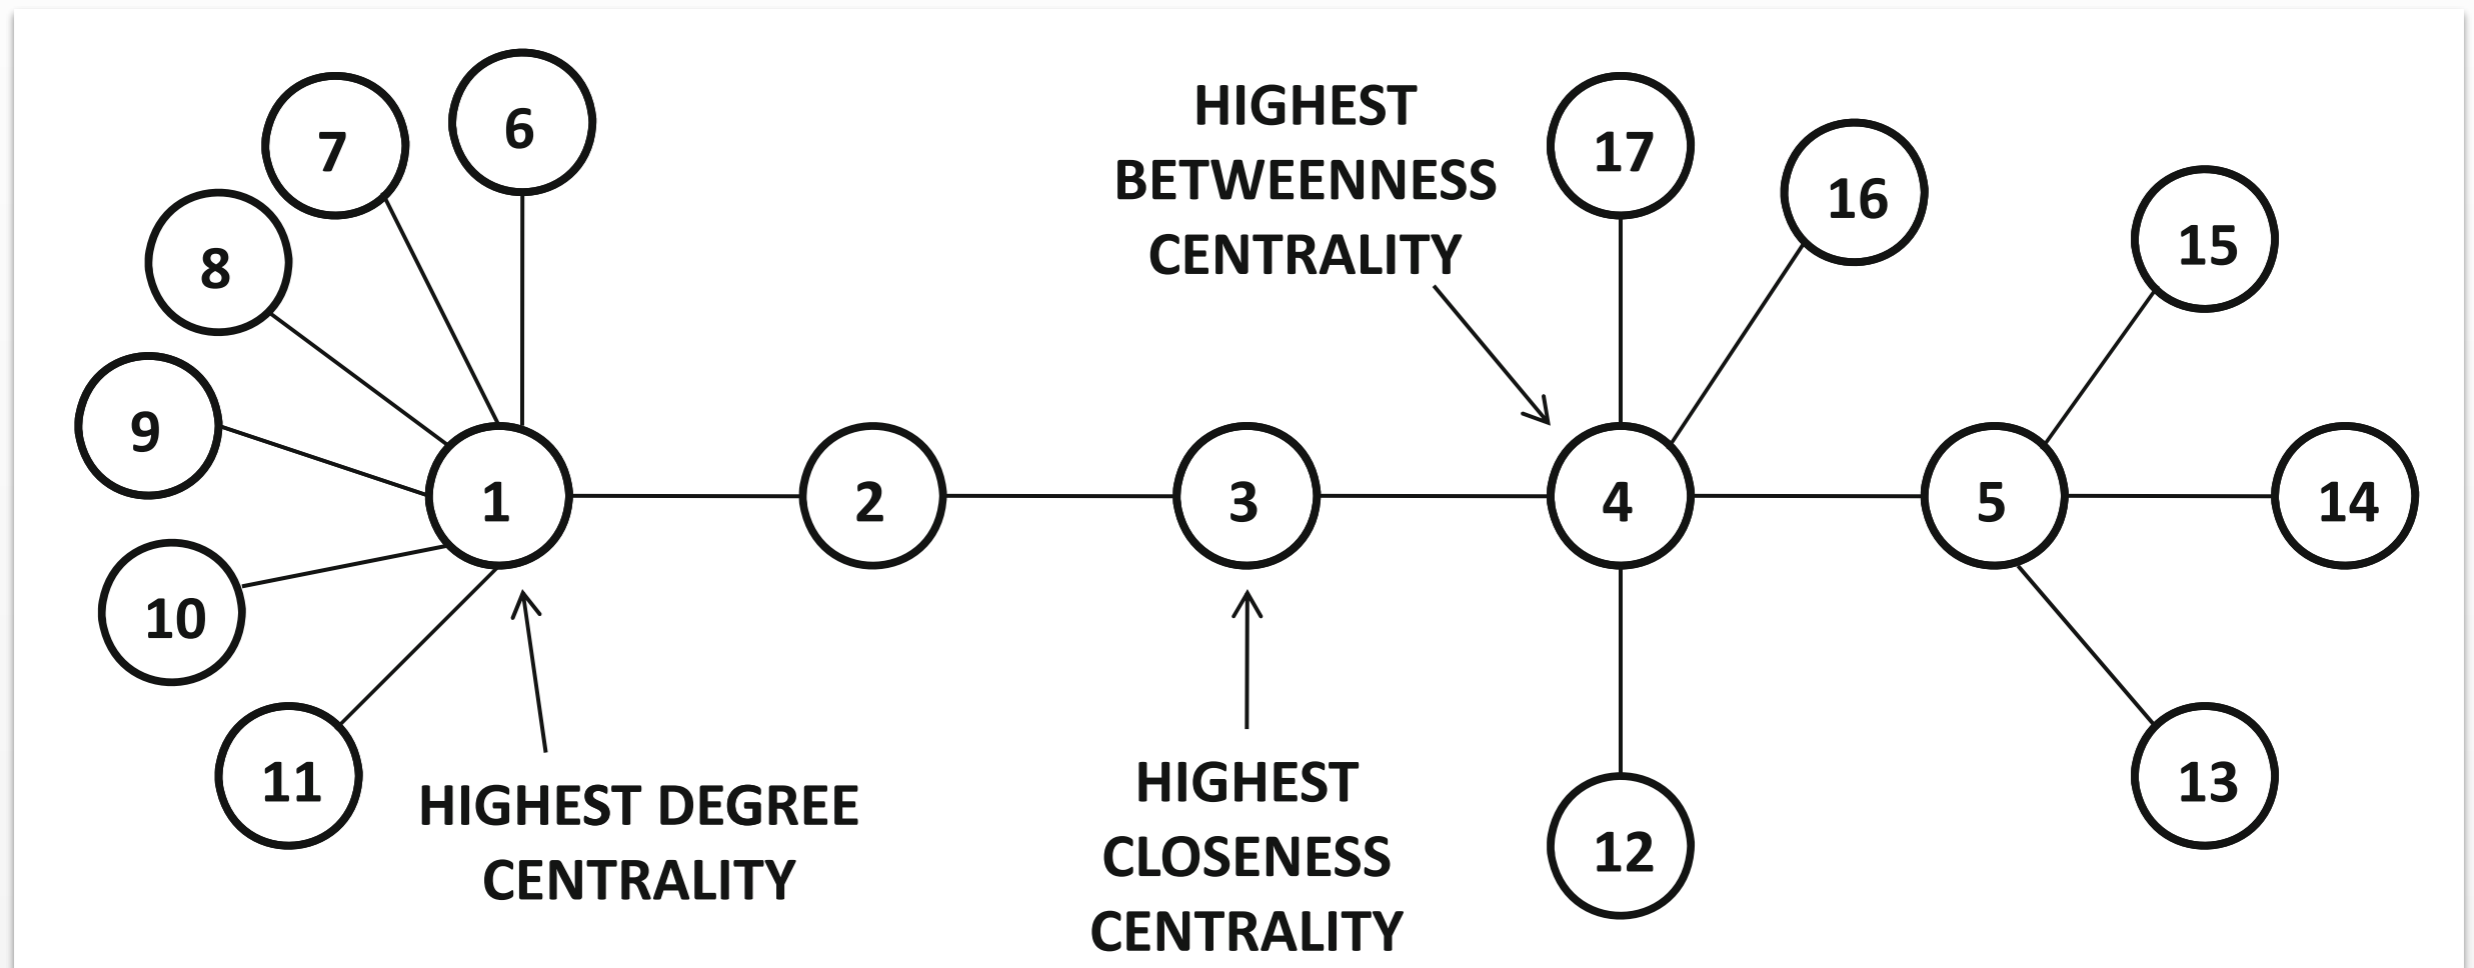 7
6
8
9
10
11
1
HIGHEST DEGREE
CENTRALITY
2
3
HIGHEST
CLOSENESS
CENTRALITY
HIGHEST
BETWEENNESS
CENTRALITY
17
16
4
12
5
15
14
13